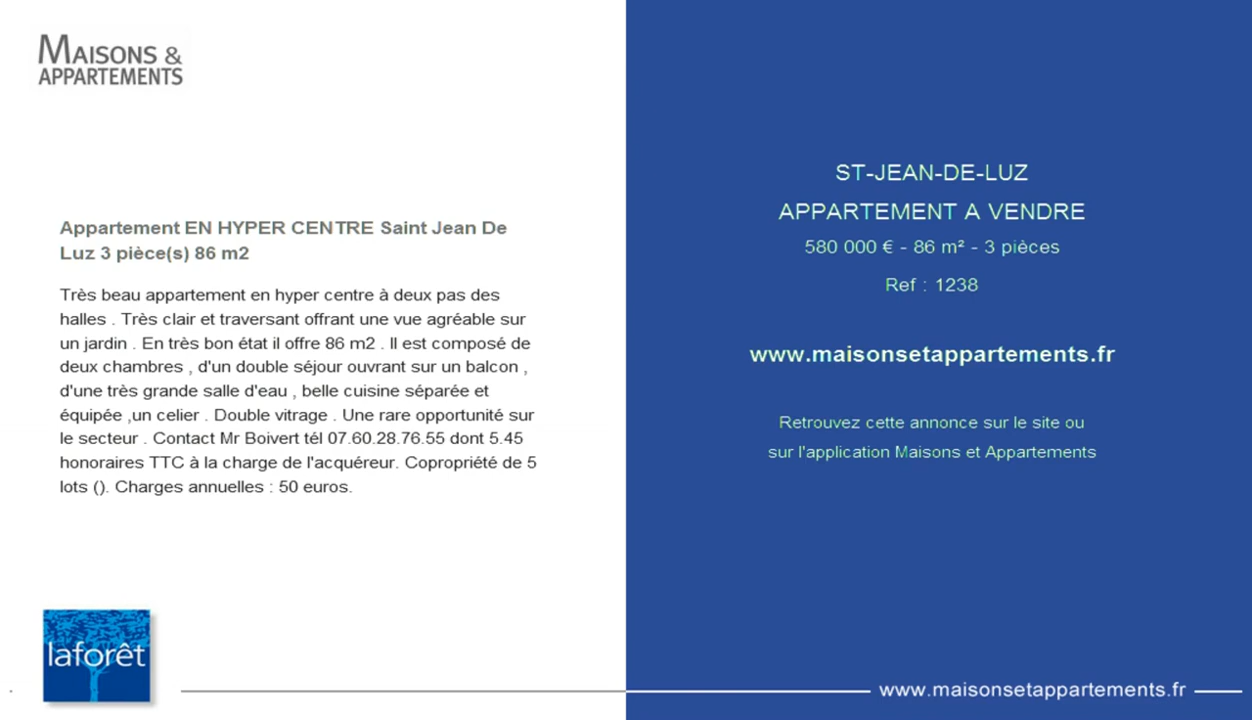 MAISONS &
APPARTEMENTS
Appartement EN HYPER CENTRE Saint Jean De
Luz 3 pièce(s) 86 m2
Très beau appartement en hyper centre à deux pas des
halles . Très clair et traversant offrant une vue agréable sur
un jardin . En très bon état il offre 86 m2 . Il est composé de
deux chambres , d'un double séjour ouvrant sur un balcon ,
d'une très grande salle d'eau , belle cuisine séparée et
équipée ,un celier . Double vitrage . Une rare opportunité sur
le secteur . Contact Mr Boivert tél 07.60.28.76.55 dont 5.45
honoraires TTC à la charge de l'acquéreur. Copropriété de 5
lots (). Charges annuelles : 50 euros.
laforêt
ST-JEAN-DE-LUZ
APPARTEMENT A VENDRE
580 000 € - 86 m² - 3 pièces
Ref : 1238
www.maisonsetappartements.fr
Retrouvez cette annonce sur le site ou
sur l'application Maisons et Appartements
www.maisonsetappartements.fr